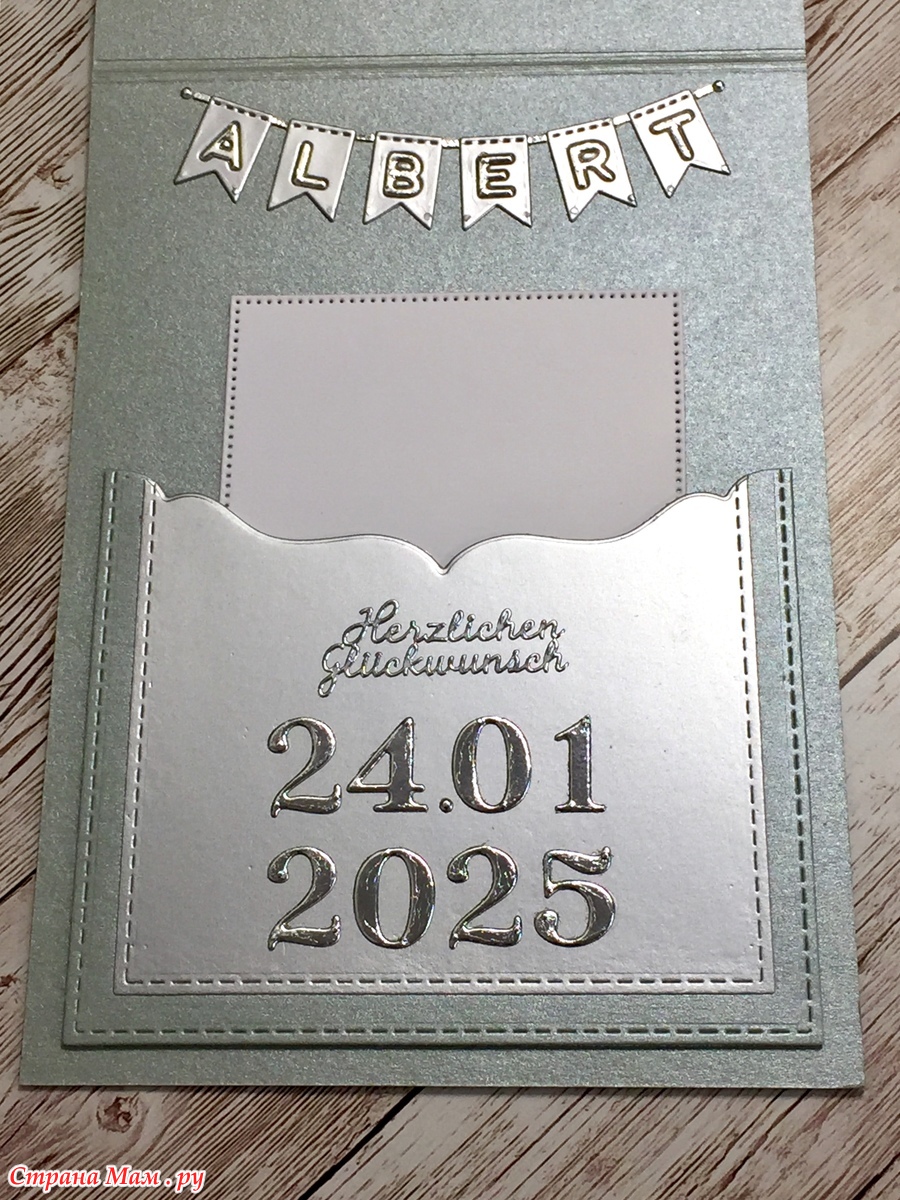 ALBERT
Herzlichen
glückwunsch
24.01
2025
Страна Мам.ру